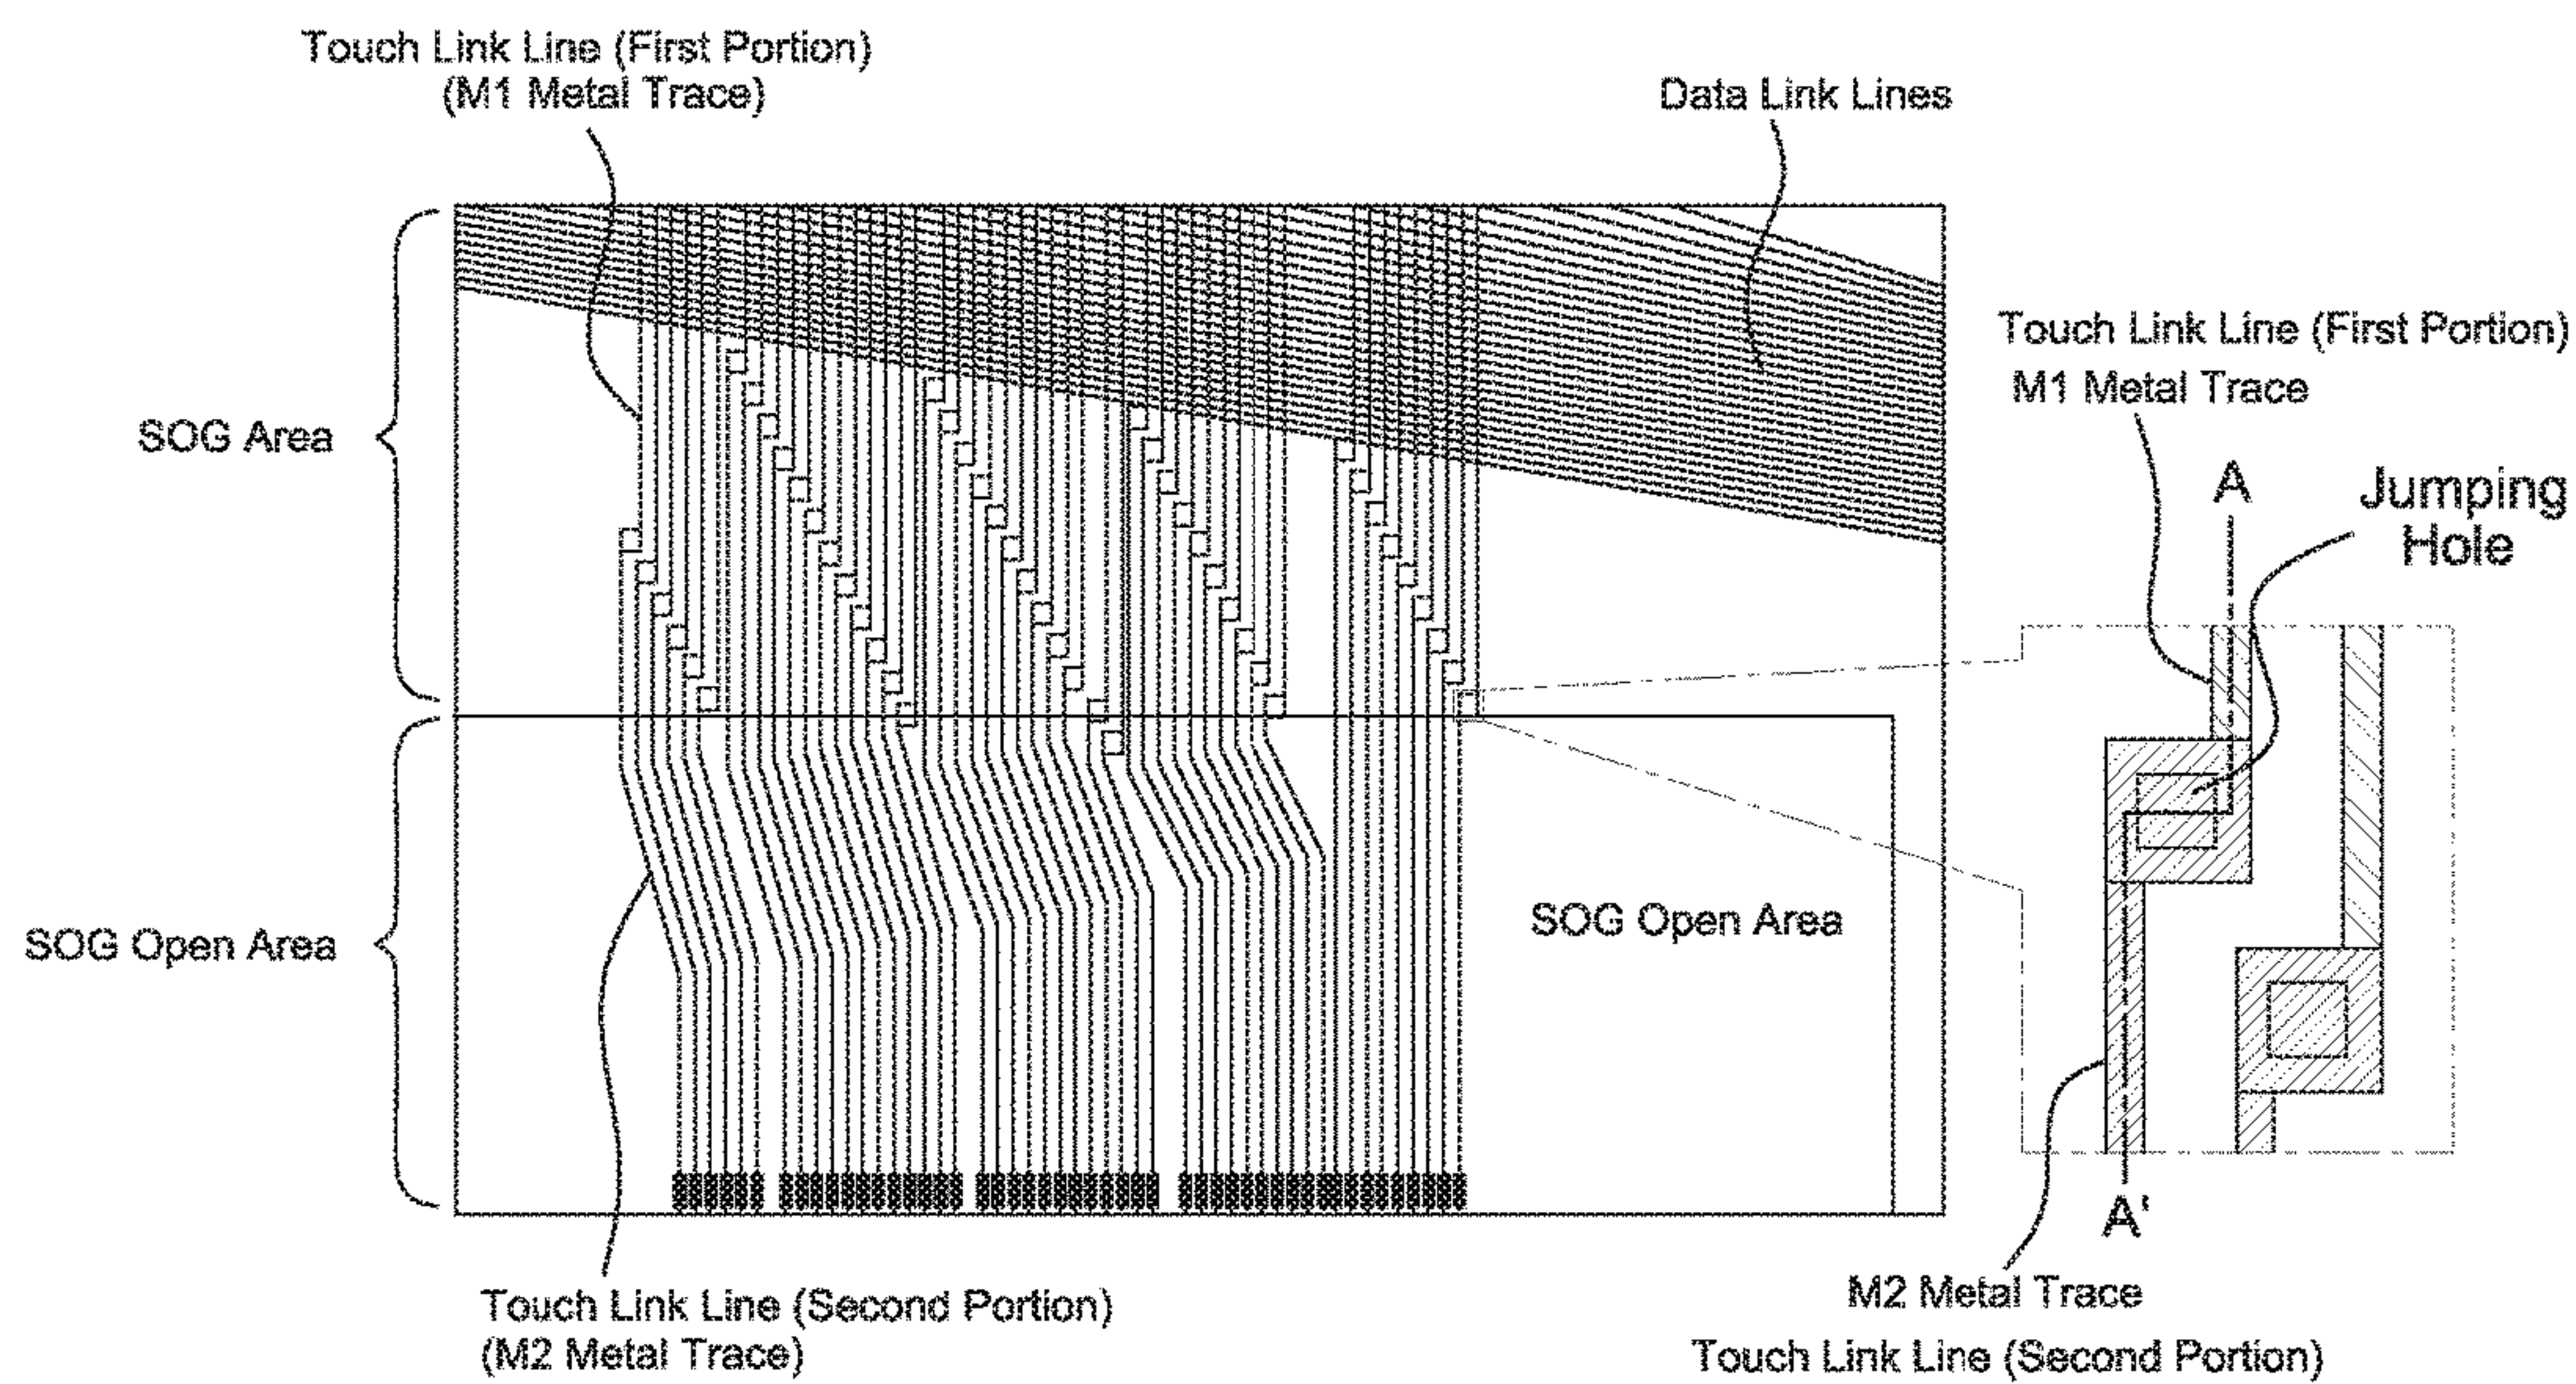 Touch Link Line (First Portion)
(M1 Metal Trace)
Data Link Lines
Touch Link Line (First Portion)
M1 Metal Trace
SOG Area
A
Jumping
Hole
SOG Open Area
SOG Open Area
A'
M2 Metal Trace
Touch Link Line (Second Portion)
Touch Link Line (Second Portion)
(M2 Metal Trace)